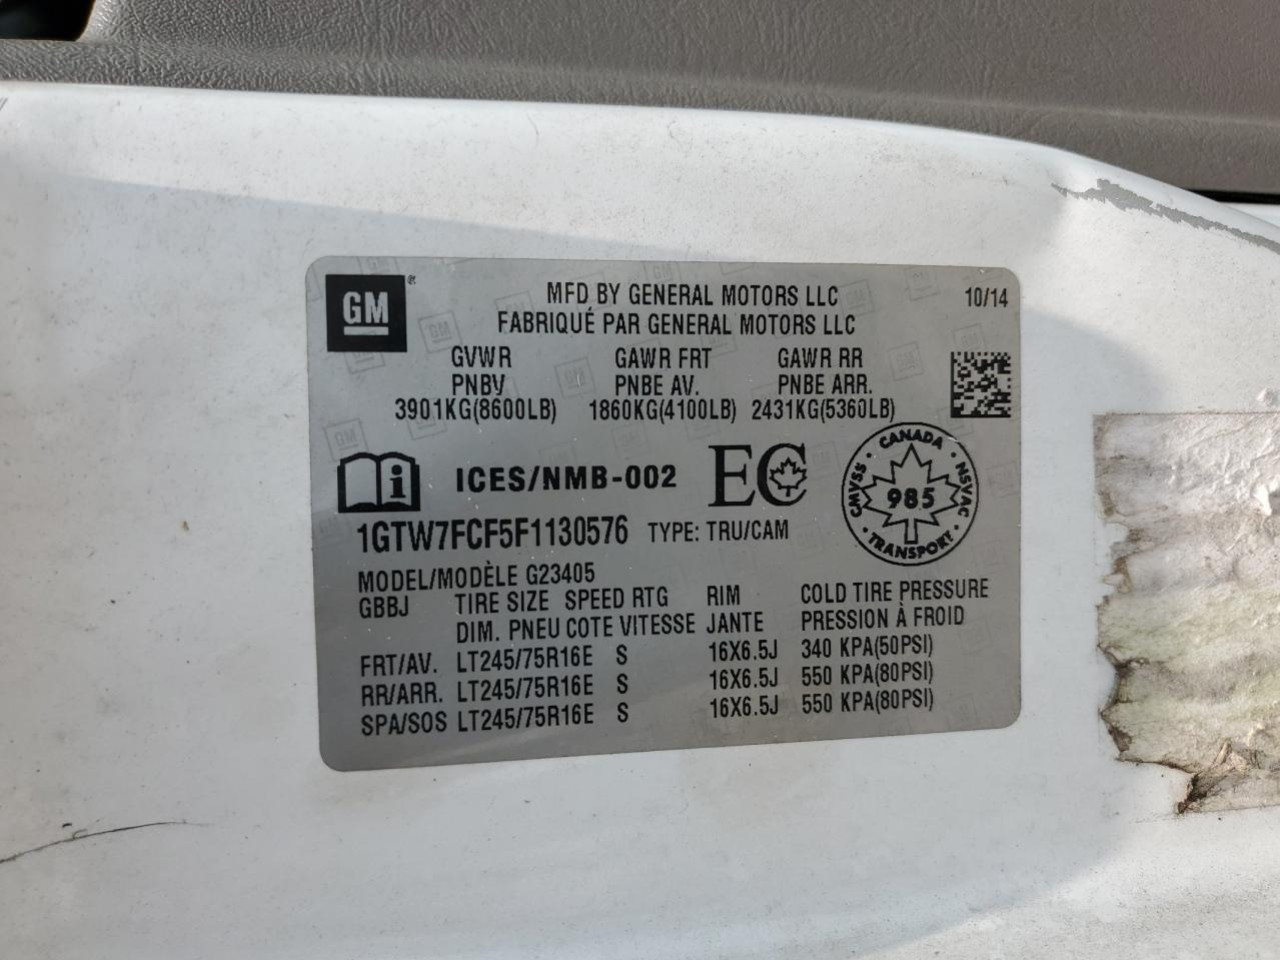 GM®
MFD BY GENERAL MOTORS LLC
10/14
FABRIQUÉ PAR GENERAL MOTORS LLC
GVWR GAWR FRT GAWR RR
PNBV PNBE AV. PNBE ARR.
3901KG(8600LB) 1860KG(4100LB) 2431KG(5360LB)
i ICES/NMB-002 EC
CANADA
CMVSS 985 NSVAC
TRANSPORT
1GTW7FCF5F1130576 TYPE: TRU/CAM
MODEL/MODÈLE G23405
GBBJ TIRE SIZE SPEED RTG RIM COLD TIRE PRESSURE
DIM. PNEU COTE VITESSE JANTE PRESSION À FROID
FRT/AV. LT245/75R16E S 16X6.5J 340 KPA(50PSI)
RR/ARR. LT245/75R16E S 16X6.5J 550 KPA(80PSI)
SPA/SOS LT245/75R16E S 16X6.5J 550 KPA(80PSI)